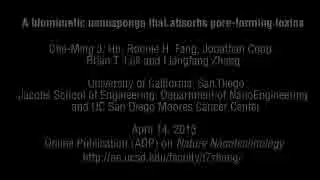 A biomimetic nanosponge that absorbs pore-forming toxins
Che-Ming J. Hu, Ronnie H. Fang, Jonathan Copp
Brian T. Luk and Liangfang Zhang
University of California, San Diego
Jacobs School of Engineering, Department of NanoEngineering
and UC San Diego Moores Cancer Center
April 14, 2013
Online Publication (AOP) on Nature Nanotechnology